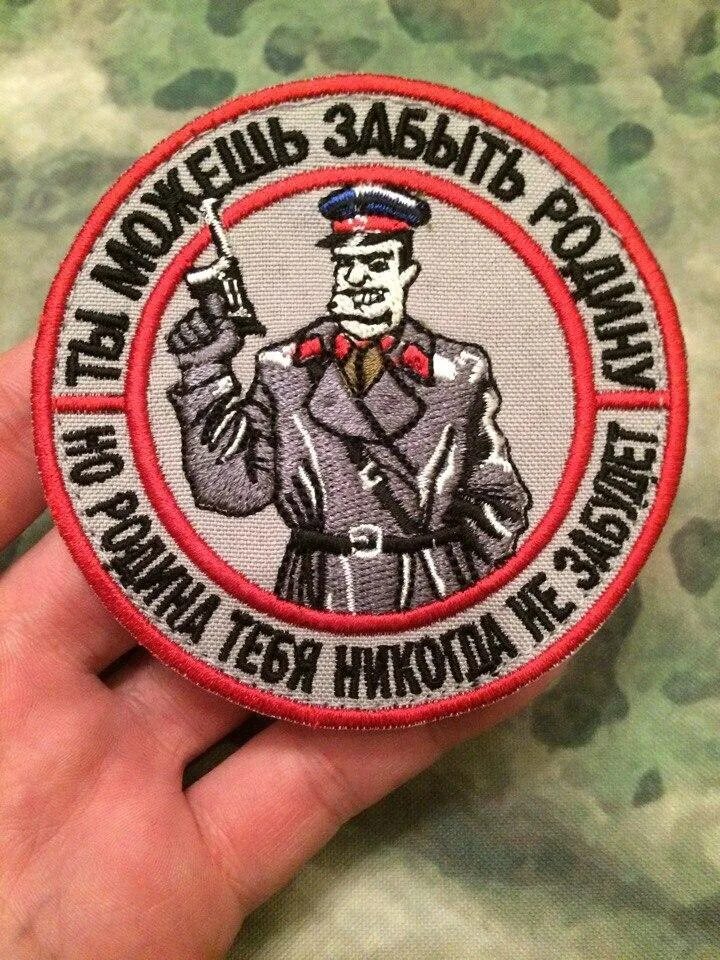 ТЫ МОЖЕШЬ ЗАБЫТЬ РОДИНУ
НО РОДИНА ТЕБЯ НИКОГДА НЕ ЗАБУДЕТ